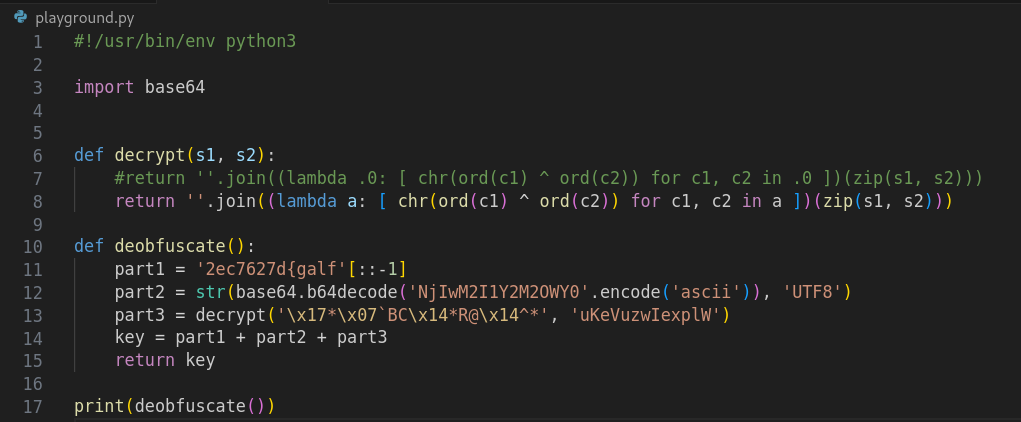 playground.py
1 #!/usr/bin/env python3
2
3 import base64
4
5
6 def decrypt(s1, s2):
7     #return ''.join((lambda .0: [ chr(ord(c1) ^ ord(c2)) for c1, c2 in .0 ])(zip(s1, s2)))
8     return ''.join((lambda a: [ chr(ord(c1) ^ ord(c2)) for c1, c2 in a ])(zip(s1, s2)))
9
10 def deobfuscate():
11     part1 = '2ec7627d{galf'[::-1]
12     part2 = str(base64.b64decode('NjIwM2I1Y2M2OWY0'.encode('ascii')), 'UTF8')
13     part3 = decrypt('\x17*\x07`BC\x14*R@\x14^*', 'uKeVuzwIexplW')
14     key = part1 + part2 + part3
15     return key
16
17 print(deobfuscate())